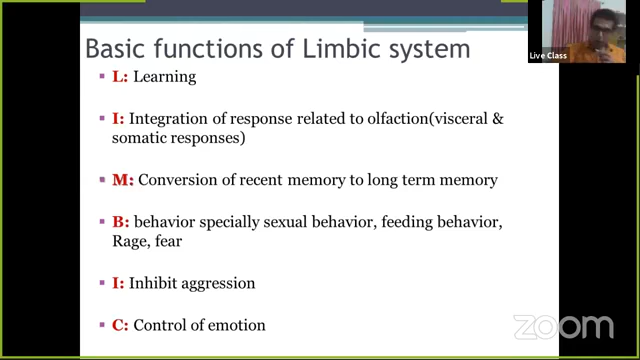 Basic functions of Limbic system
L: Learning
I: Integration of response related to olfaction(visceral &
somatic responses)
M: Conversion of recent memory to long term memory
B: behavior specially sexual behavior, feeding behavior,
Rage, fear
I: Inhibit aggression
C: Control of emotion
Live Class
zoom